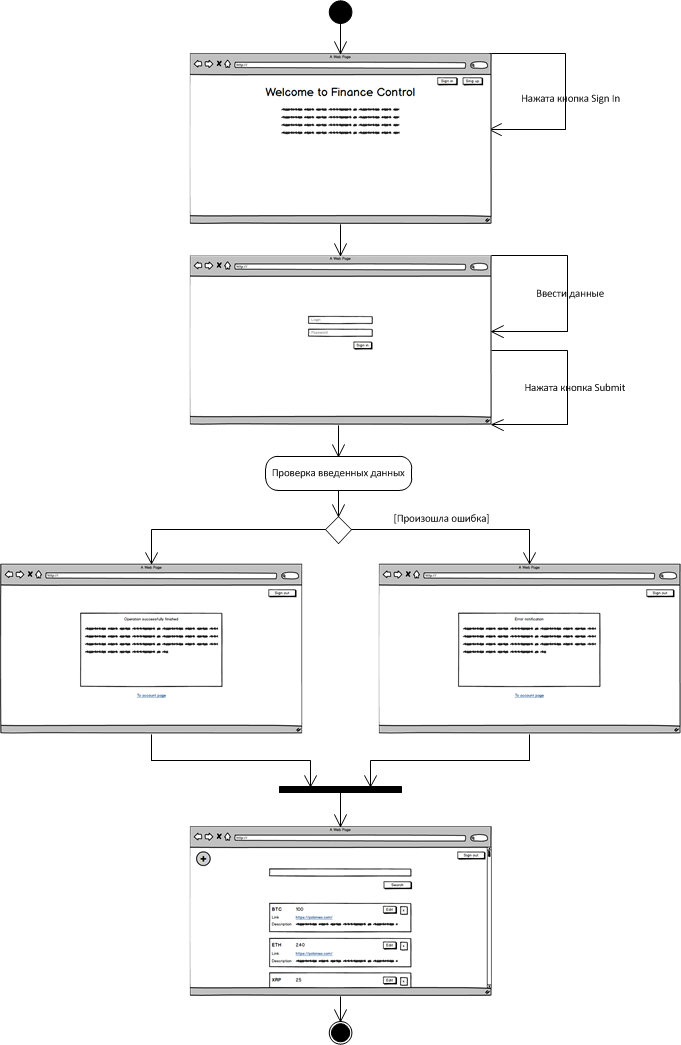 A Web Page
http://
Sign in
Sing up
Welcome to Finance Control
Нажата кнопка Sign In
A Web Page
http://
Login
Password
Sign in
Ввести данные
Нажата кнопка Submit
Проверка введенных данных
[Произошла ошибка]
A Web Page
http://
Sign out
Operation successfully finished
To account page
A Web Page
http://
Sign out
Error notification
To account page
A Web Page
http://
Sign out
Search
BTC 100 Edit x
Link https://poloniex.com/
Description
ETH 240 Edit x
Link https://poloniex.com/
Description
XRP 25 Edit x